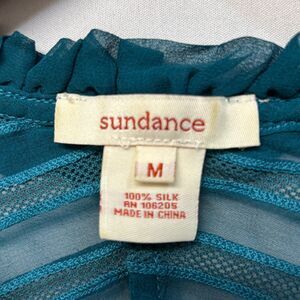 sundance
M
100% SILK
RN 106205
MADE IN CHINA